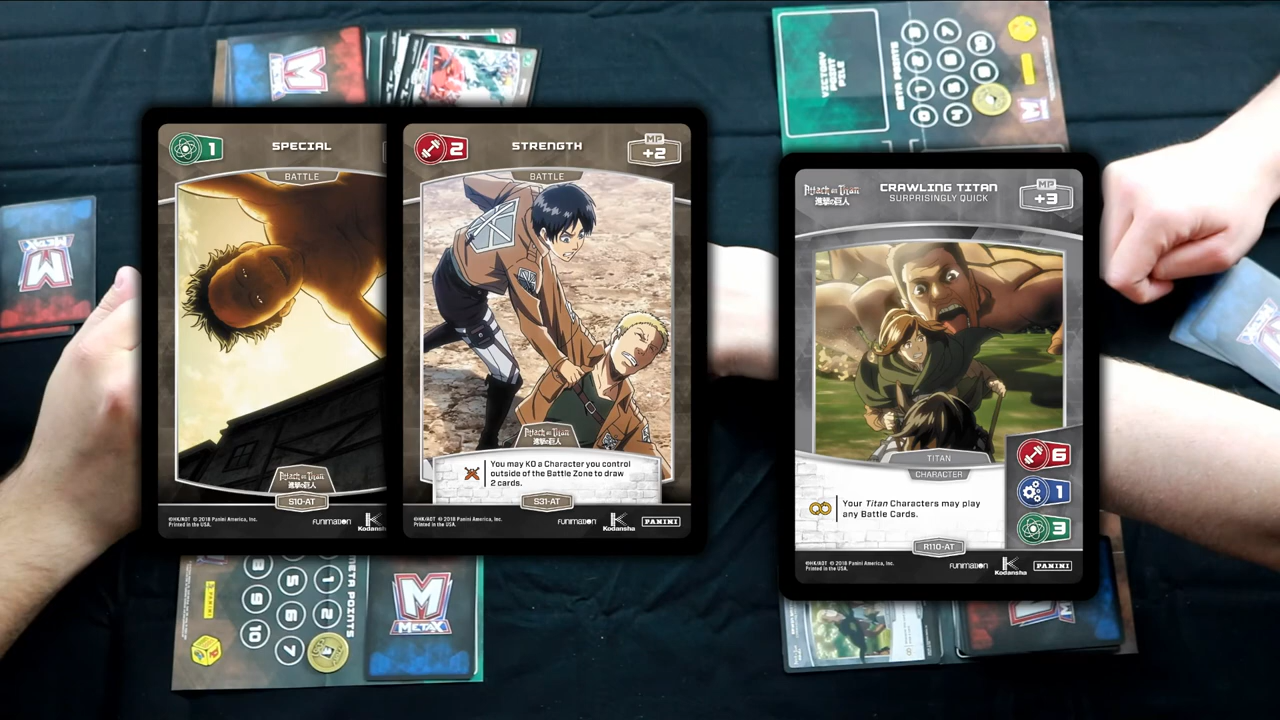 1
SPECIAL
BATTLE
Attack on Titan
進撃の巨人
S10-AT
©HK/AOT © 2018 Panini America, Inc.
Printed in the USA.
FUNIMATION
Kodansha
2
STRENGTH
MP
+2
BATTLE
Attack on Titan
進撃の巨人
You may KO a Character you control
outside of the Battle Zone to draw
2 cards.
S31-AT
©HK/AOT © 2018 Panini America, Inc.
Printed in the USA.
FUNIMATION
Kodansha
PANINI
Attack on Titan
進撃の巨人
CRAWLING TITAN
SURPRISINGLY QUICK
MP
+3
TITAN
CHARACTER
6
1
3
Your Titan Characters may play
any Battle Cards.
R110-AT
©HK/AOT © 2018 Panini America, Inc.
Printed in the USA.
FUNIMATION
Kodansha
PANINI
VICTORY
POINT
PILE
META POINTS
METAX
META POINTS
1
2
5
6
7
9
10
M
METAX